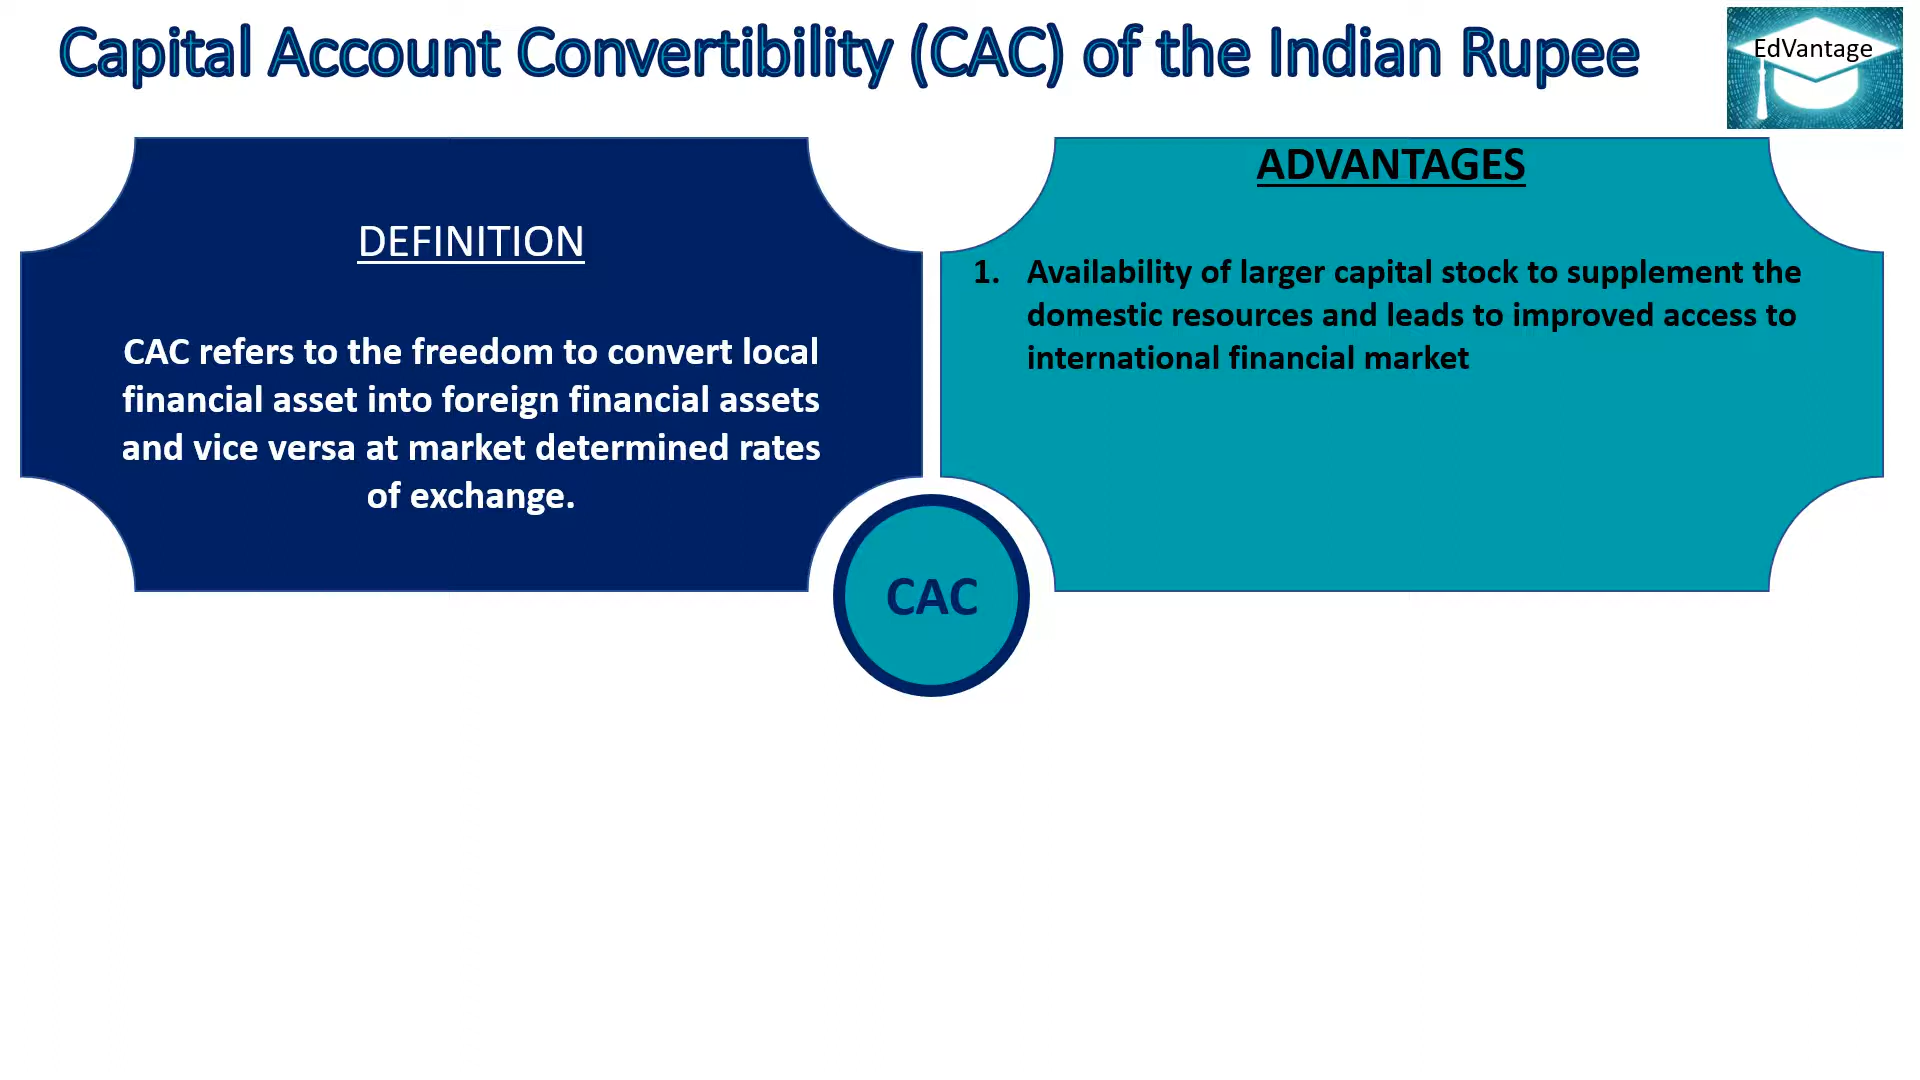 Capital Account Convertibility (CAC) of the Indian Rupee
EdVantage
DEFINITION
CAC refers to the freedom to convert local
financial asset into foreign financial assets
and vice versa at market determined rates
of exchange.
ADVANTAGES
1. Availability of larger capital stock to supplement the
domestic resources and leads to improved access to
international financial market
CAC